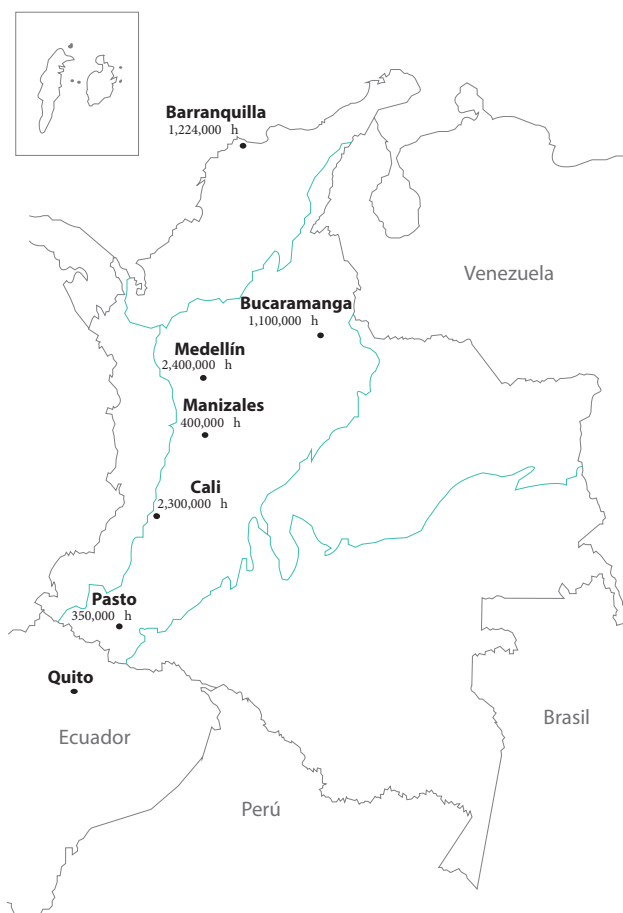 Barranquilla
1,224,000 h
Venezuela
Bucaramanga
1,100,000 h
Medellín
2,400,000 h
Manizales
400,000 h
Cali
2,300,000 h
Pasto
350,000 h
Quito
Ecuador
Brasil
Perú